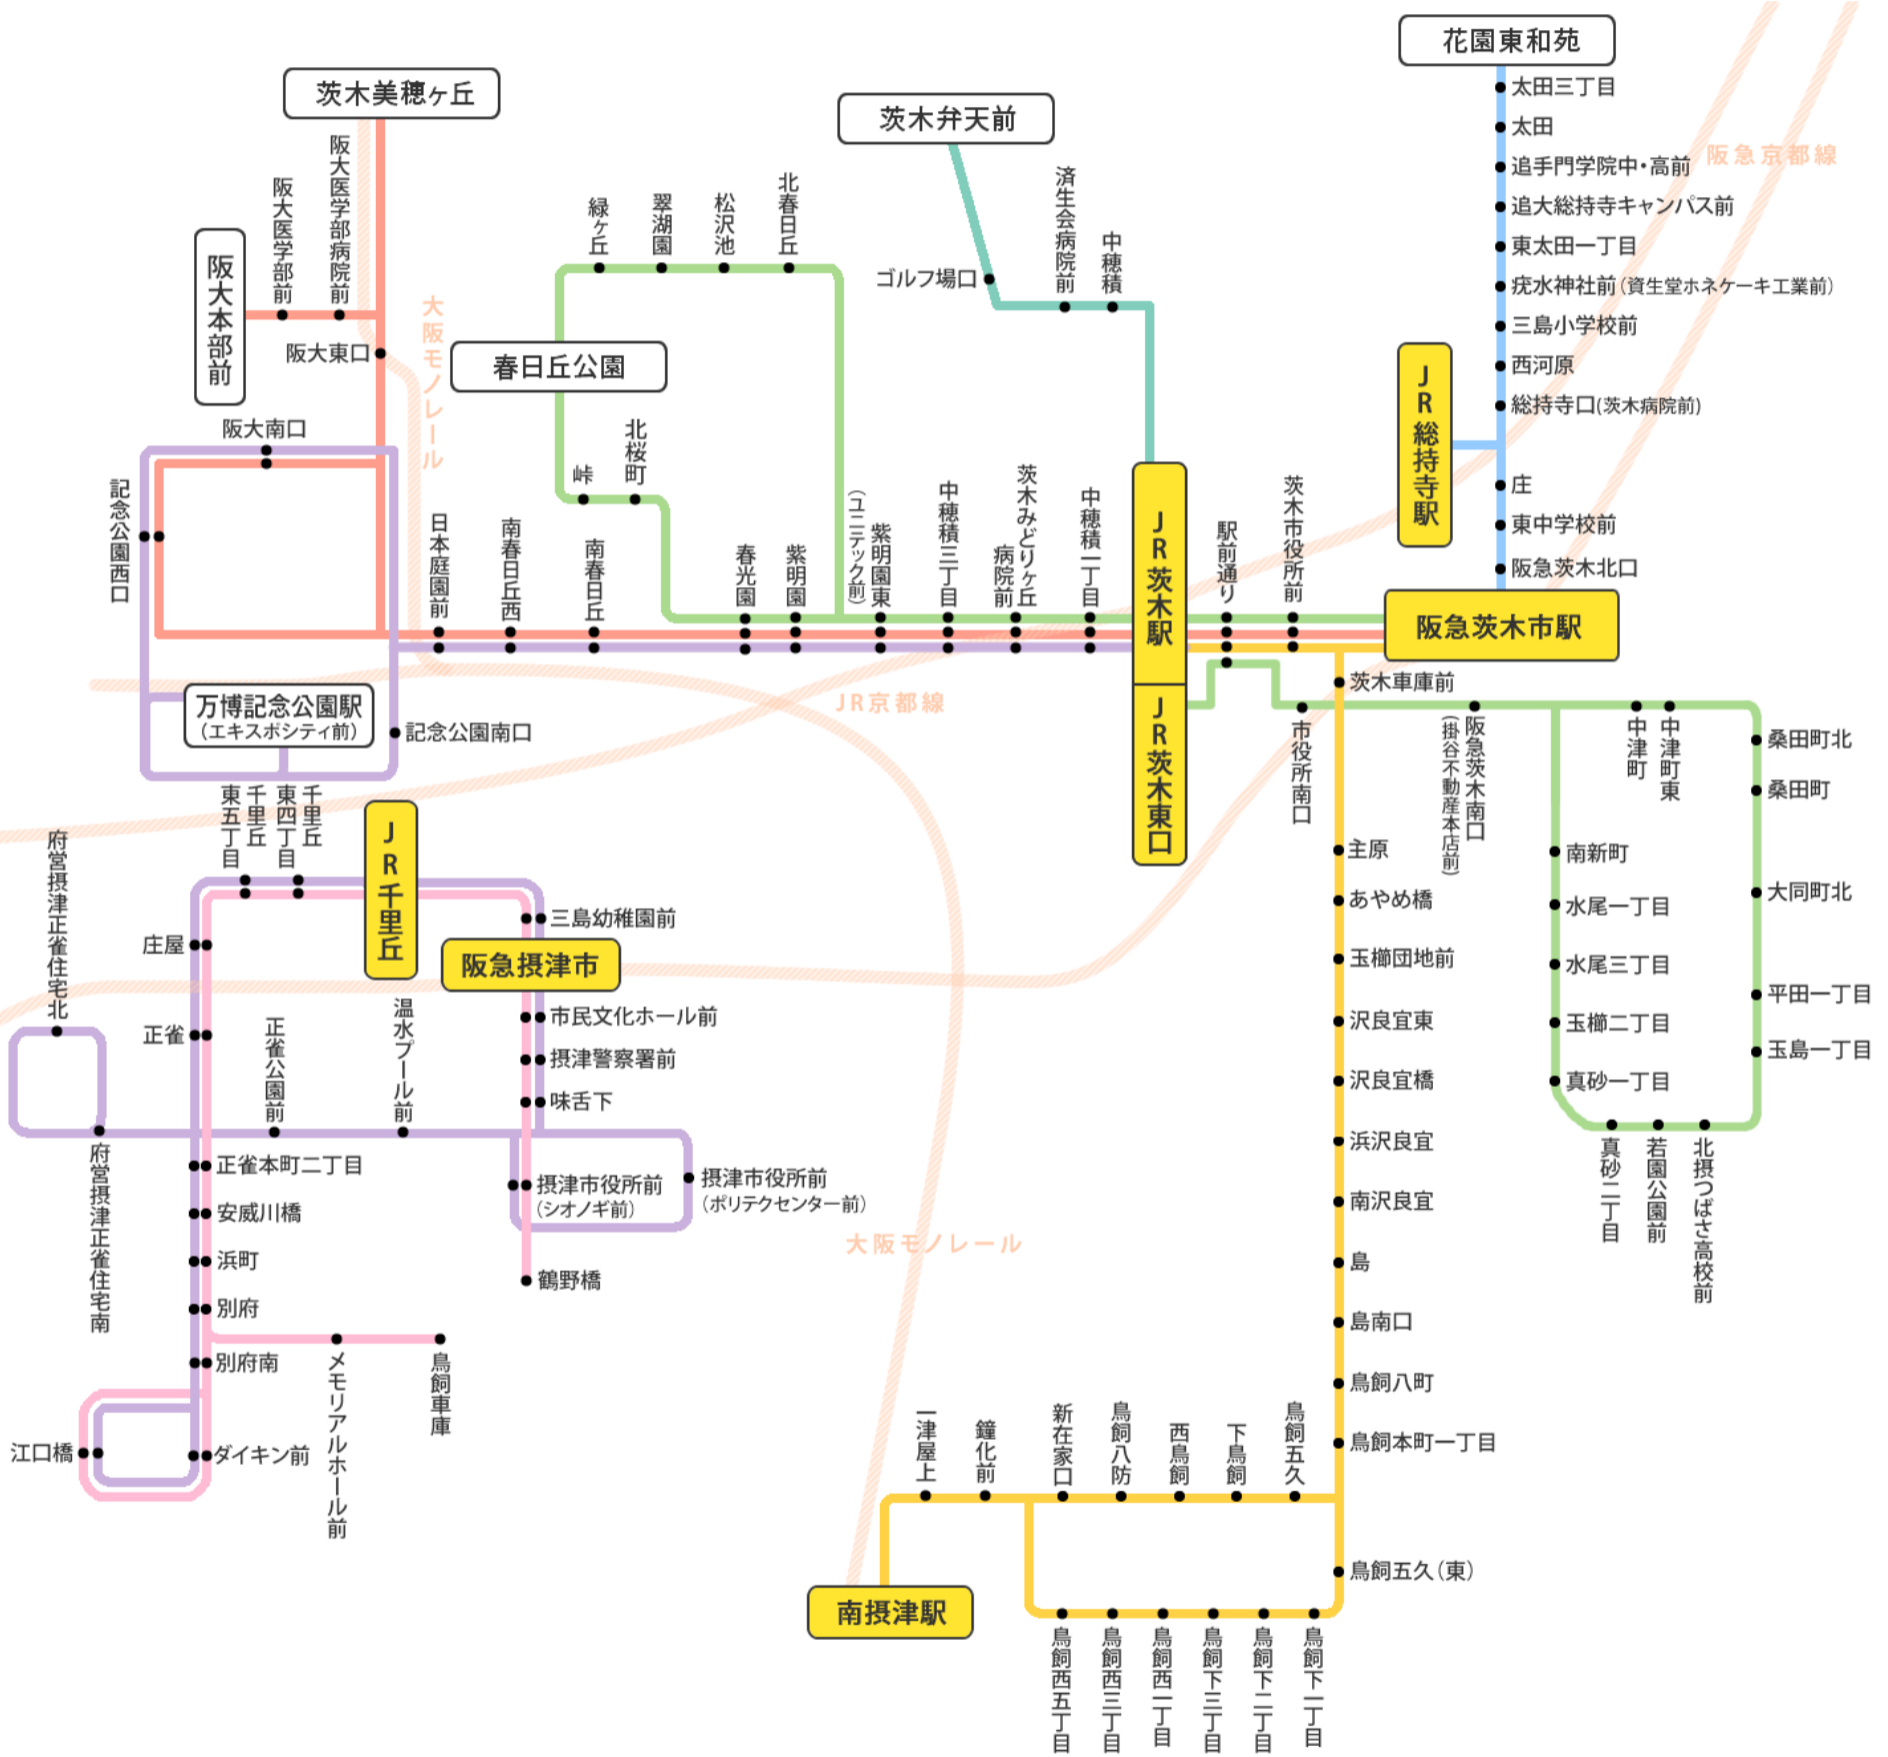 花園東和苑
太田三丁目
太田
追手門学院中・高前
追大総持寺キャンパス前
東太田一丁目
疣水神社前(資生堂ホネケーキ工業前)
三島小学校前
西河原
総持寺口(茨木病院前)
JR総持寺駅
庄
東中学校前
阪急茨木北口
阪急京都線
茨木美穂ヶ丘
阪大医学部病院前
阪大医学部前
阪大本部前
阪大東口
大阪モノレール
阪大南口
記念公園西口
万博記念公園駅
(エキスポシティ前)
記念公園南口
日本庭園前
南春日丘西
南春日丘
春日丘公園
緑ヶ丘
翠湖園
松沢池
北春日丘
峠
北桜町
春光園
紫明園
紫明園東
(ユニテック前)
中穂積三丁目
茨木みどりヶ丘
病院前
中穂積一丁目
茨木弁天前
ゴルフ場口
済生会病院前
中穂積
JR茨木駅
JR茨木東口
駅前通り
茨木市役所前
阪急茨木市駅
JR京都線
茨木車庫前
市役所南口
阪急茨木南口
(掛谷不動産本店前)
中津町
中津町東
桑田町北
桑田町
大同町北
平田一丁目
玉島一丁目
南新町
水尾一丁目
水尾三丁目
玉櫛二丁目
真砂一丁目
真砂二丁目
若園公園前
北摂つばさ高校前
主原
あやめ橋
玉櫛団地前
沢良宜東
沢良宜橋
浜沢良宜
南沢良宜
島
島南口
鳥飼八町
鳥飼本町一丁目
鳥飼五久(東)
一津屋上
鐘化前
新在家口
鳥飼八防
西鳥飼
下鳥飼
鳥飼五久
南摂津駅
鳥飼西五丁目
鳥飼西三丁目
鳥飼西一丁目
鳥飼下三丁目
鳥飼下二丁目
鳥飼下一丁目
大阪モノレール
千里丘
東五丁目
千里丘
東四丁目
JR千里丘
三島幼稚園前
阪急摂津市
市民文化ホール前
摂津警察署前
味舌下
摂津市役所前
(シオノギ前)
摂津市役所前
(ポリテクセンター前)
鶴野橋
府営摂津正雀住宅北
府営摂津正雀住宅南
庄屋
正雀
正雀公園前
温水プール前
正雀本町二丁目
安威川橋
浜町
別府
別府南
メモリアルホール前
鳥飼車庫
江口橋
ダイキン前